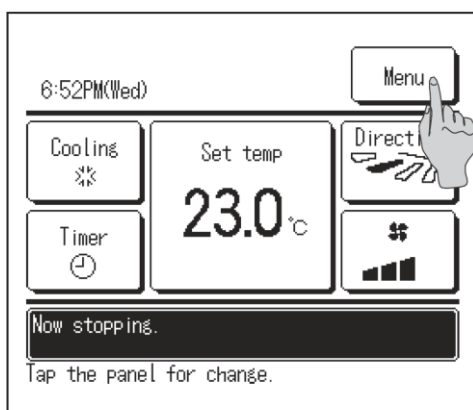 6:52PM(Wed)
Menu
Cooling
Set temp
Directi
23.0 °C
Timer
Now stopping.
Tap the panel for change.